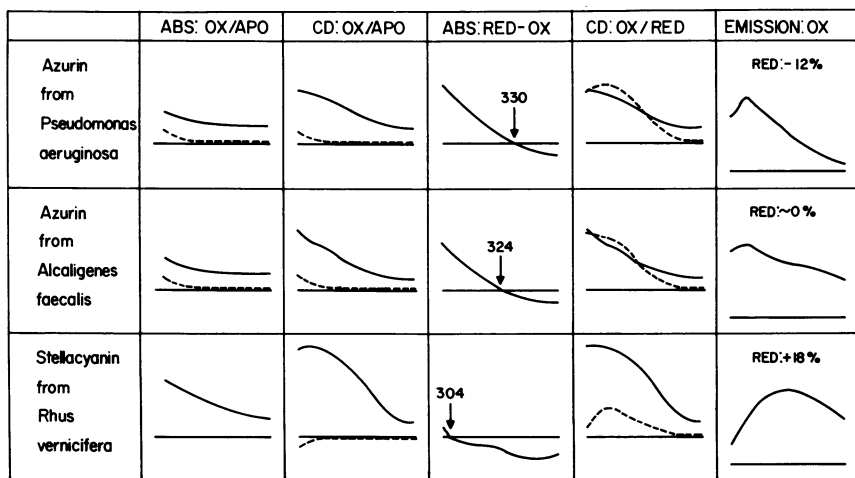 ABS: OX/APO CD: OX/APO ABS: RED-OX CD: OX/RED EMISSION: OX
Azurin
from
Pseudomonas
aeruginosa
330
RED:-12%
Azurin
from
Alcaligenes
faecalis
324
RED:~0%
Stellacyanin
from
Rhus
vernicifera
304
RED:+18%